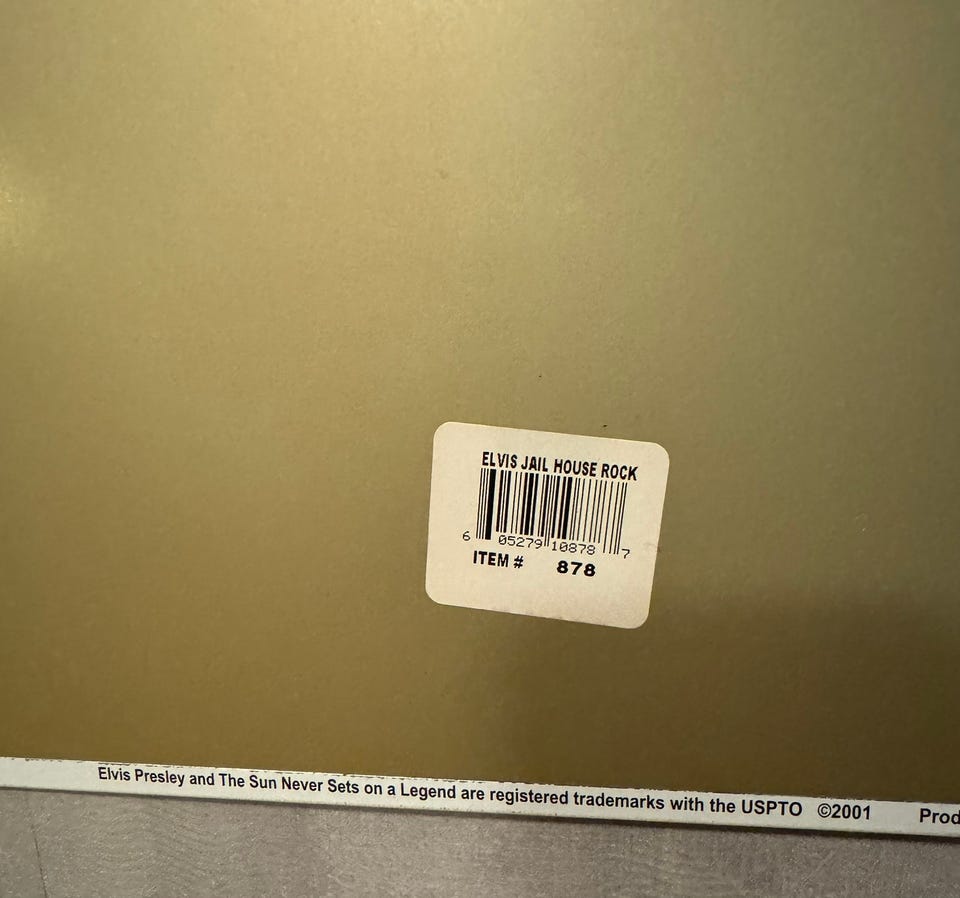 ELVIS JAIL HOUSE ROCK
6 05279 10878 7
ITEM # 878
Elvis Presley and The Sun Never Sets on a Legend are registered trademarks with the USPTO ©2001 Prod